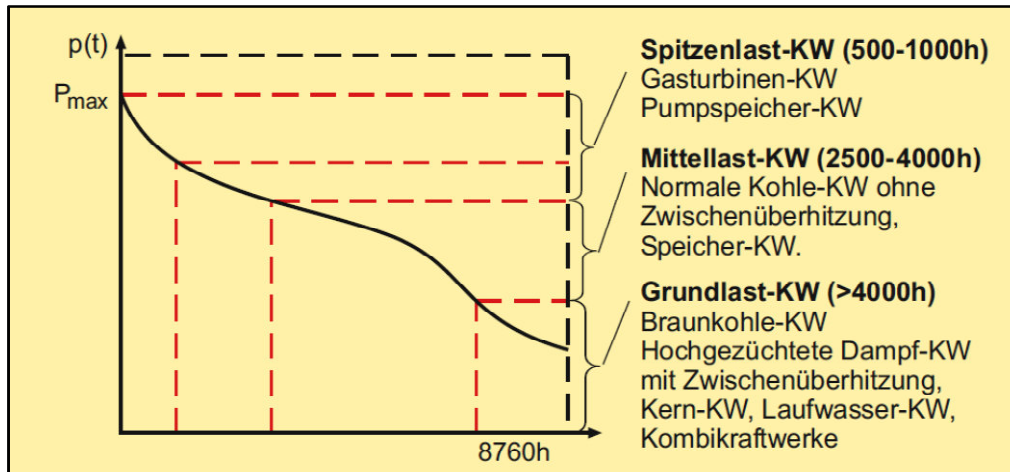 p(t)
Pmax
8760h
Spitzenlast-KW (500-1000h)
Gasturbinen-KW
Pumpspeicher-KW
Mittellast-KW (2500-4000h)
Normale Kohle-KW ohne
Zwischenüberhitzung,
Speicher-KW.
Grundlast-KW (>4000h)
Braunkohle-KW
Hochgezüchtete Dampf-KW
mit Zwischenüberhitzung,
Kern-KW, Laufwasser-KW,
Kombikraftwerke